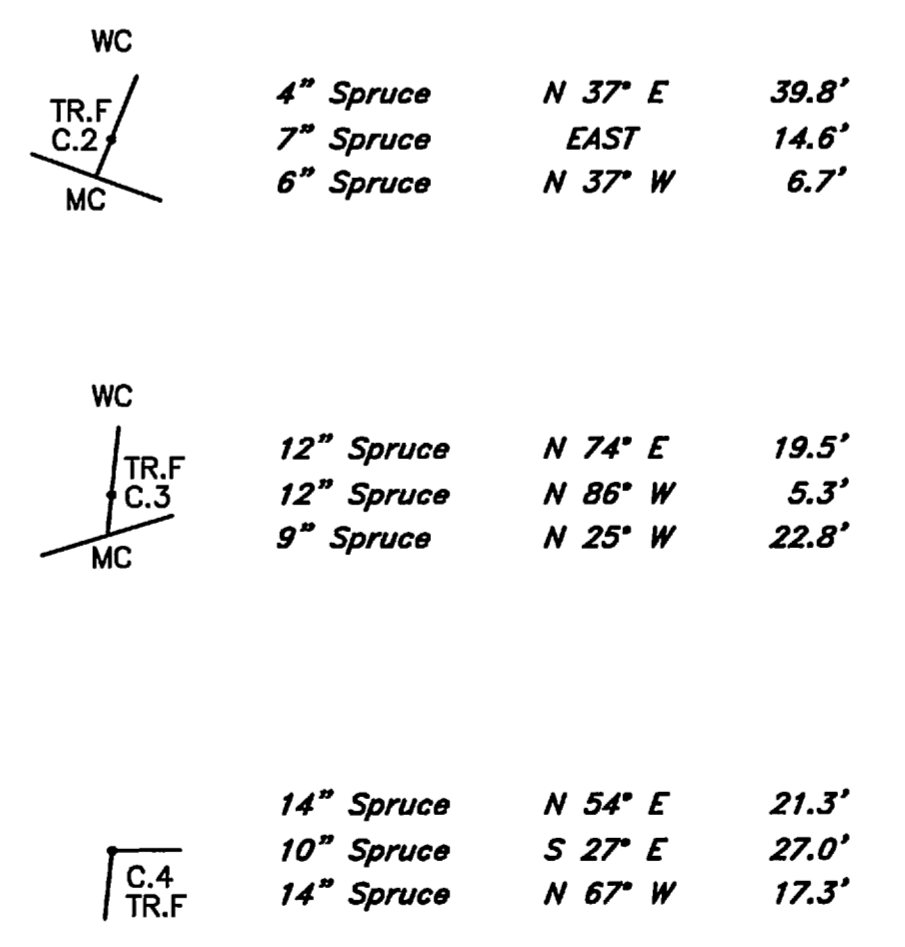 WC
TR.F
C.2
MC
4" Spruce N 37° E 39.8'
7" Spruce EAST 14.6'
6" Spruce N 37° W 6.7'
WC
TR.F
C.3
MC
12" Spruce N 74° E 19.5'
12" Spruce N 86° W 5.3'
9" Spruce N 25° W 22.8'
C.4
TR.F
14" Spruce N 54° E 21.3'
10" Spruce S 27° E 27.0'
14" Spruce N 67° W 17.3'